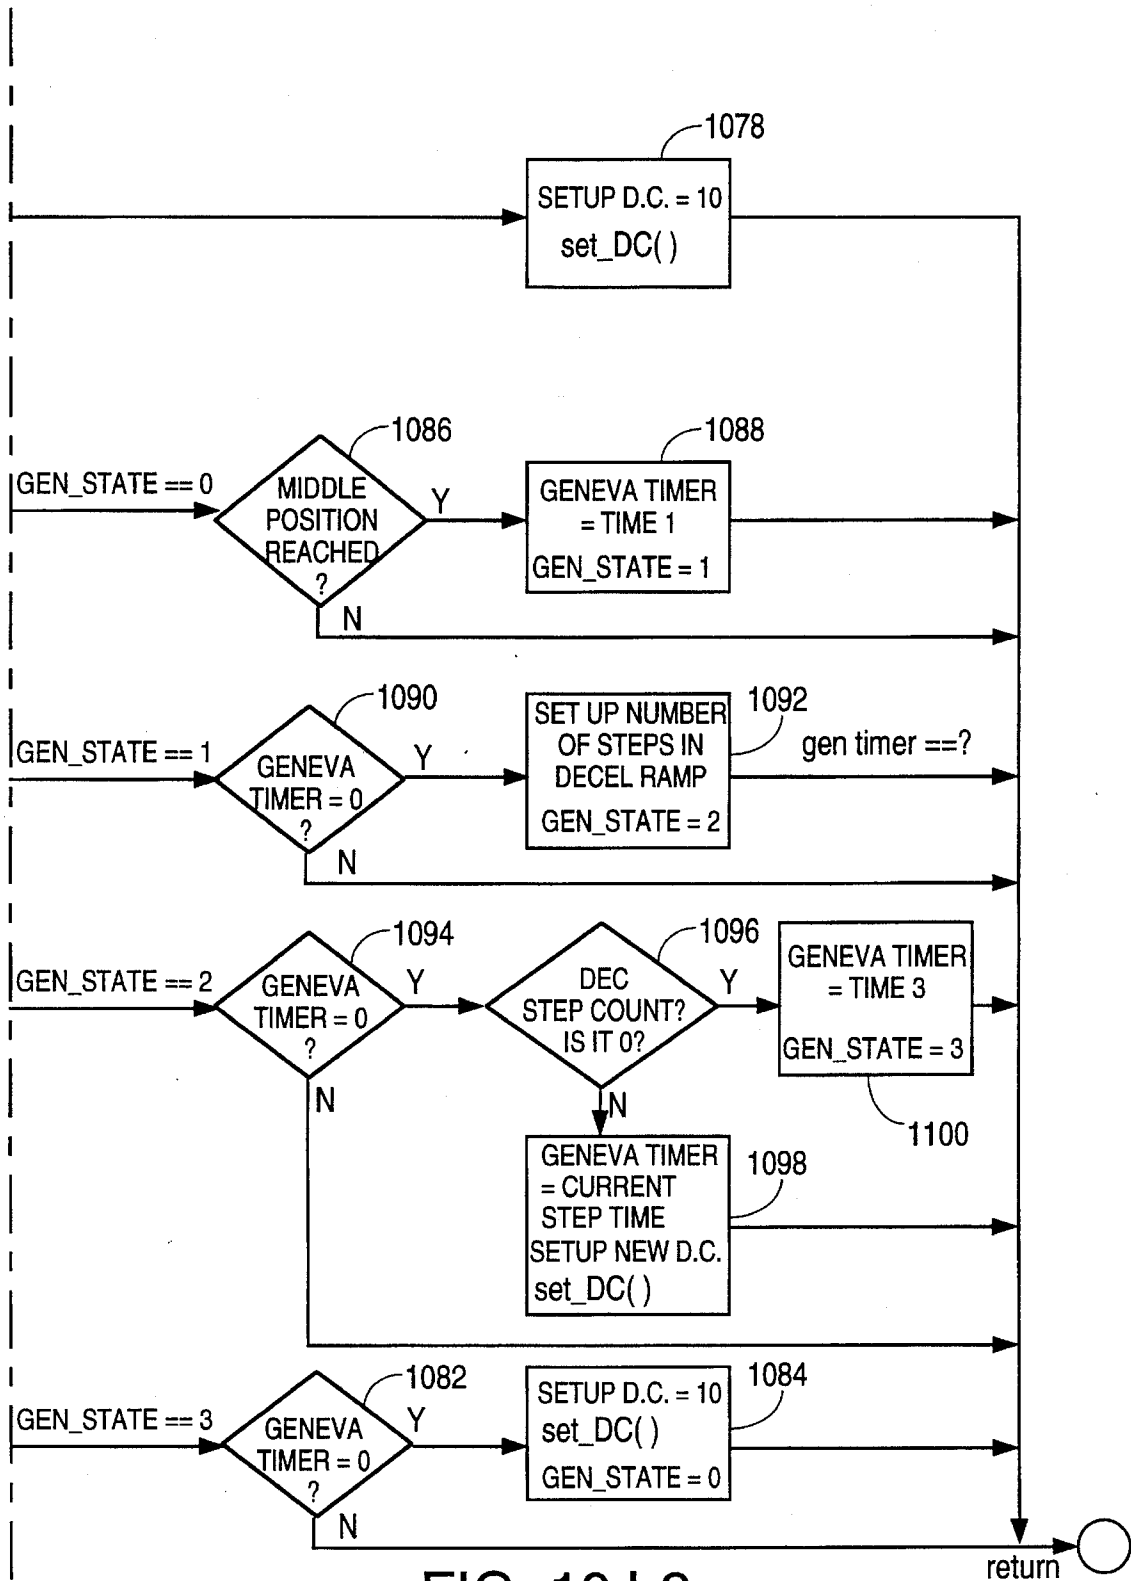 1078
SETUP D.C. = 10
set_DC( )
1086
1088
GEN_STATE == 0
MIDDLE
POSITION
REACHED
?
Y
N
GENEVA TIMER
= TIME 1
GEN_STATE = 1
1090
1092
GEN_STATE == 1
GENEVA
TIMER = 0
?
Y
N
SET UP NUMBER
OF STEPS IN
DECEL RAMP
GEN_STATE = 2
gen timer ==?
1094
1096
GEN_STATE == 2
GENEVA
TIMER = 0
?
Y
N
DEC
STEP COUNT?
IS IT 0?
Y
N
GENEVA TIMER
= TIME 3
GEN_STATE = 3
1100
GENEVA TIMER
= CURRENT
STEP TIME
SETUP NEW D.C.
set_DC( )
1098
1082
1084
GEN_STATE == 3
GENEVA
TIMER = 0
?
Y
N
SETUP D.C. = 10
set_DC( )
GEN_STATE = 0
return
FIG. 10